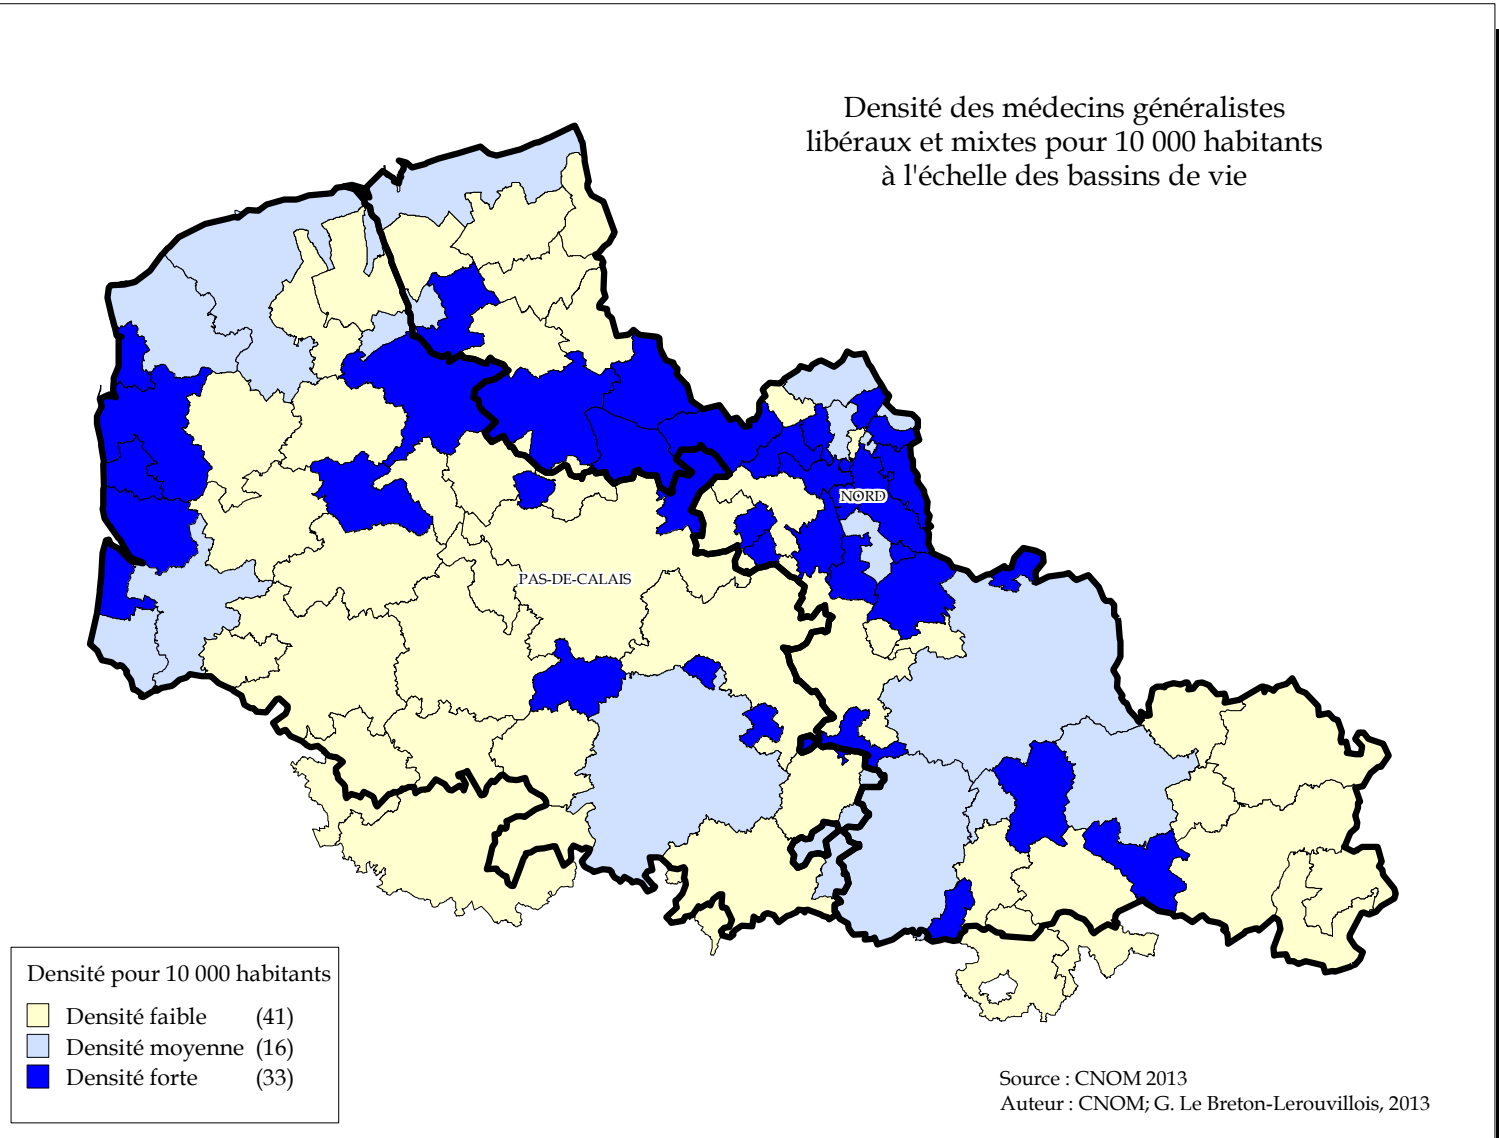 Densité des médecins généralistes
libéraux et mixtes pour 10 000 habitants
à l'échelle des bassins de vie
NORD
PAS-DE-CALAIS
Densité pour 10 000 habitants
Densité faible (41)
Densité moyenne (16)
Densité forte (33)
Source : CNOM 2013
Auteur : CNOM; G. Le Breton-Lerouvillois, 2013